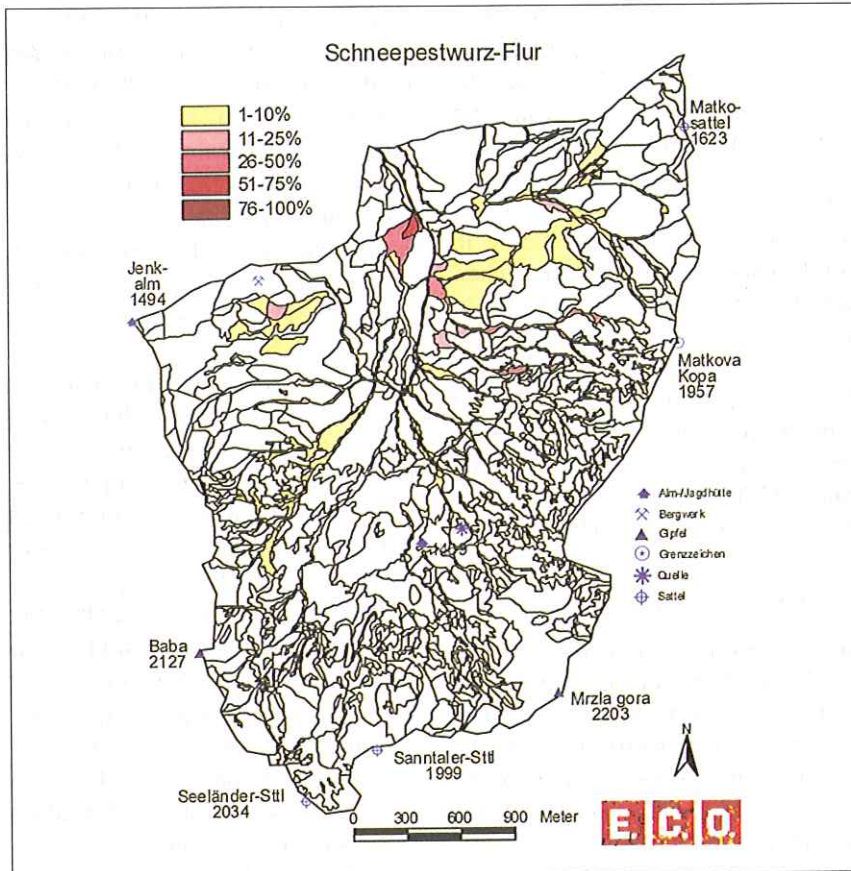 Schneepestwurz-Flur
1-10%
11-25%
26-50%
51-75%
76-100%
Matko-
sattel
1623
Jenk-
alm
1494
Matkova
Kopa
1957
Alm-/Jagdhütte
Bergwerk
Gipfel
Grenzzeichen
Quelle
Sattel
Baba
2127
Mrzla gora
2203
N
Sanntaler-Sttl
1999
Seeländer-Sttl
2034
0 300 600 900 Meter
E.C.O.